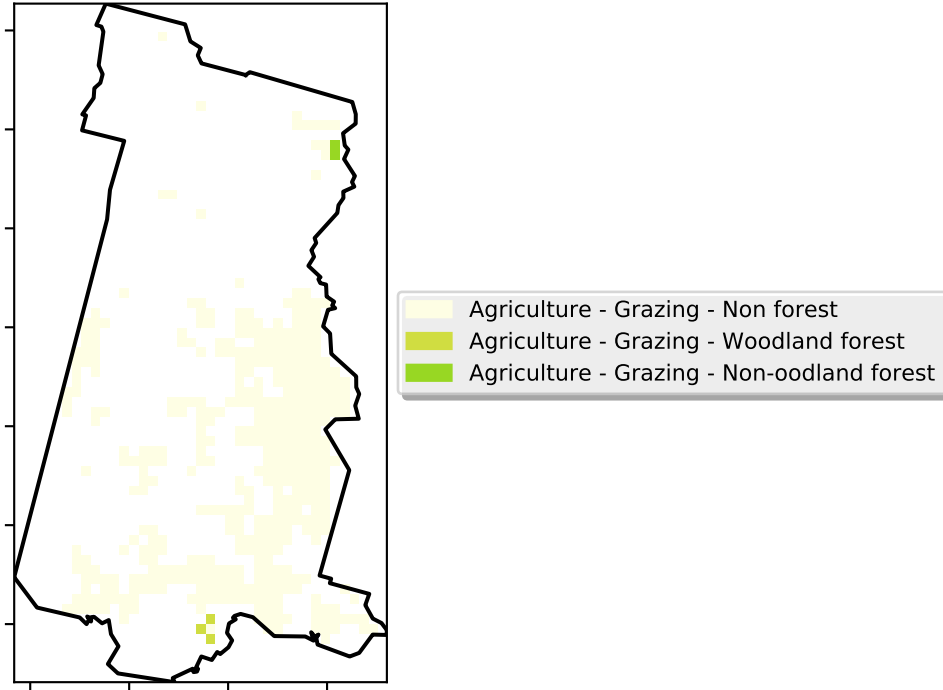 Agriculture - Grazing - Non forest
Agriculture - Grazing - Woodland forest
Agriculture - Grazing - Non-oodland forest